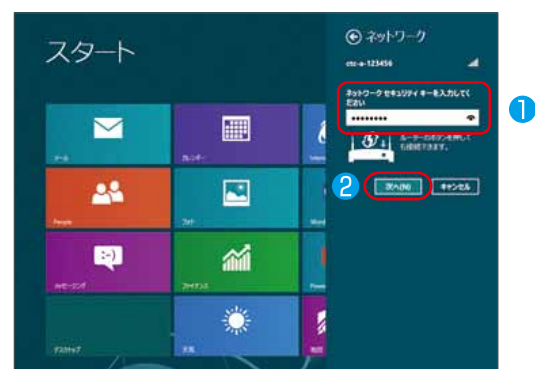 スタート
ネットワーク
ctc-a-123456
ネットワーク セキュリティ キーを入力してく
ださい
••••••••
ルーターのボタンを押して
も接続できます。
次へ(N)
キャンセル
1
2
メール
カレンダー
People
フォト
メッセージング
ファイナンス
デスクトップ
天気
地図